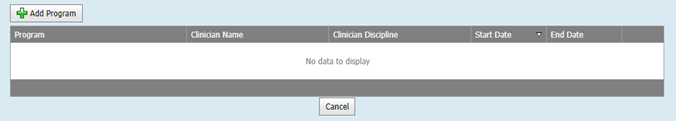 Add Program
Program Clinician Name Clinician Discipline Start Date End Date
No data to display
Cancel